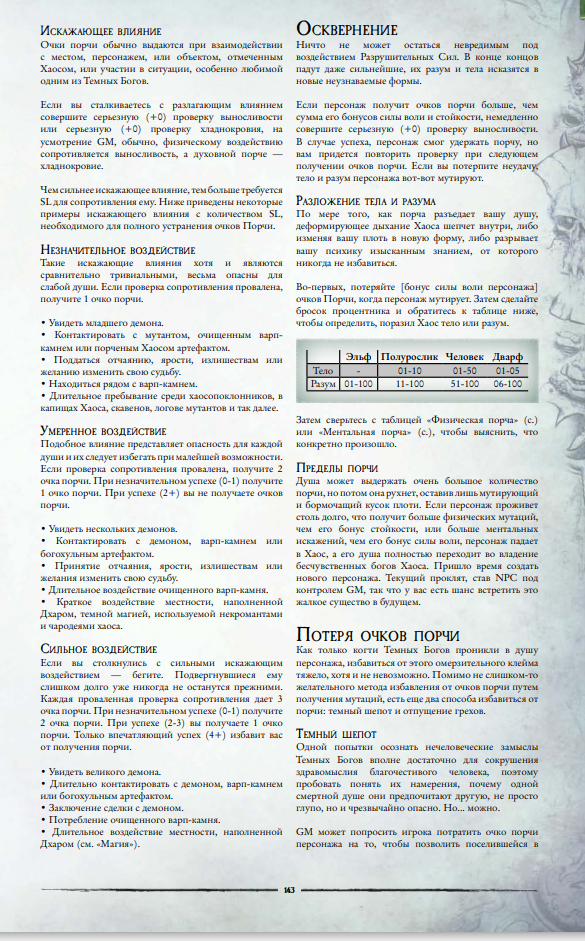 Искажающее влияние
Очки порчи обычно выдаются при взаимодействии
с местом, персонажем, или объектом, отмеченным
Хаосом, или участии в ситуации, особенно любимой
одним из Темных Богов.
Если вы сталкиваетесь с разлагающим влиянием
совершите серьезную (+0) проверку выносливости
или серьезную (+0) проверку хладнокровия, на
усмотрение GM, обычно, физическому воздействию
сопротивляется выносливость, а духовной порче —
хладнокровие.
Чем сильнее искажающее влияние, тем больше требуется
SL для сопротивления ему. Ниже приведены некоторые
примеры искажающего влияния с количеством SL,
необходимого для полного устранения очков Порчи.
Незначительное воздействие
Такие искажающие влияния хотя и являются
сравнительно тривиальными, весьма опасны для
слабой души. Если проверка сопротивления провалена,
получите 1 очко порчи.
• Увидеть младшего демона.
• Контактировать с мутантом, очищенным варп-
камнем или порченым Хаосом артефактом.
• Поддаться отчаянию, ярости, излишествам или
желанию изменить свою судьбу.
• Находиться рядом с варп-камнем.
• Длительное пребывание среди хаосопоклонников, в
капищах Хаоса, скавенов, логове мутантов и так далее.
Умеренное воздействие
Подобное влияние представляет опасность для каждой
души и их следует избегать при малейшей возможности.
Если проверка сопротивления провалена, получите 2
очка порчи. При незначительном успехе (0-1) получите
1 очко порчи. При успехе (2+) вы не получаете очков
порчи.
• Увидеть нескольких демонов.
• Контактировать с демоном, варп-камнем или
богохульным артефактом.
• Принятие отчаяния, ярости, излишествам или
желания изменить свою судьбу.
• Длительное воздействие очищенного варп-камня.
• Краткое воздействие местности, наполненной
Дхаром, темной магией, используемой некромантами
и чародеями хаоса.
Сильное воздействие
Если вы столкнулись с сильными искажающим
воздействием — бегите. Подвергнувшиеся ему
слишком долго уже никогда не останутся прежними.
Каждая проваленная проверка сопротивления дает 3
очка порчи. При незначительном успехе (0-1) получите
2 очка порчи. При успехе (2-3) вы получаете 1 очко
порчи. Только впечатляющий успех (4+) избавит вас
от получения порчи.
• Увидеть великого демона.
• Длительно контактировать с демоном, варп-камнем
или богохульным артефактом.
• Заключение сделки с демоном.
• Потребление очищенного варп-камня.
• Длительное воздействие местности, наполненной
Дхаром (см. «Магия»).
Осквернение
Ничто не может остаться невредимым под
воздействием Разрушительных Сил. В конце концов
падут даже сильнейшие, их разум и тела исказятся в
новые неузнаваемые формы.
Если персонаж получит очков порчи больше, чем
сумма его бонусов силы воли и стойкости, немедленно
совершите серьезную (+0) проверку выносливости.
В случае успеха, персонаж смог удержать порчу, но
вам придется повторить проверку при следующем
получении очков порчи. Если вы потерпите неудачу,
тело и разум персонажа вот-вот мутируют.
Разложение тела и разума
По мере того, как порча разъедает вашу душу,
деформирующее дыхание Хаоса шепчет внутри, либо
изменяя вашу плоть в новую форму, либо разрывает
вашу психику изысканным знанием, от которого
никогда не избавиться.
Во-первых, потеряйте [бонус силы воли персонажа]
очков Порчи, когда персонаж мутирует. Затем сделайте
бросок процентника и обратитесь к таблице ниже,
чтобы определить, поразил Хаос тело или разум.
Эльф Полурослик Человек Дварф
Тело - 01-10 01-50 01-05
Разум 01-100 11-100 51-100 06-100
Затем сверьтесь с таблицей «Физическая порча» (с.)
или «Ментальная порча» (с.), чтобы выяснить, что
конкретно произошло.
Пределы порчи
Душа может выдержать очень большое количество
порчи, но потом она рухнет, оставив лишь мутирующий
и бормочащий кусок плоти. Если персонаж проживет
столь долго, что получит больше физических мутаций,
чем его бонус стойкости, или больше ментальных
искажений, чем его бонус силы воли, персонаж падает
в Хаос, а его душа полностью переходит во владение
бесчувственных богов Хаоса. Пришло время создать
нового персонажа. Текущий проклят, став NPC под
контролем GM, так что у вас есть шанс встретить это
жалкое существо в будущем.
Потеря очков порчи
Как только когти Темных Богов проникли в душу
персонажа, избавиться от этого омерзительного клейма
тяжело, хотя и не невозможно. Помимо не слишком-то
желательного метода избавления от очков порчи путем
получения мутаций, есть еще два способа избавиться от
порчи: темный шепот и отпущение грехов.
Темный шепот
Одной попытки осознать нечеловеческие замыслы
Темных Богов вполне достаточно для сокрушения
здравомыслия благочестивого человека, поэтому
пробовать понять их намерения, почему одной
смертной душе они предпочитают другую, не просто
глупо, но и чрезвычайно опасно. Но... можно.
GM может попросить игрока потратить очко порчи
персонажа на то, чтобы позволить поселившейся в
143